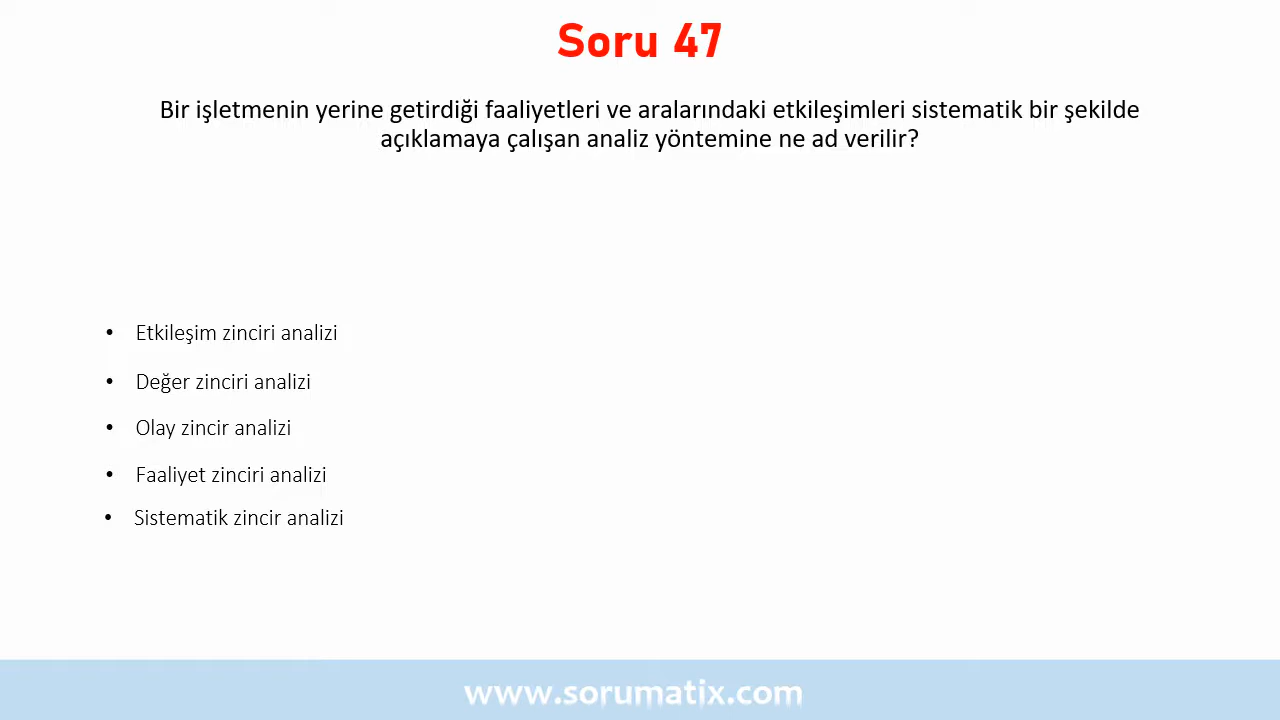 Soru 47
Bir işletmenin yerine getirdiği faaliyetleri ve aralarındaki etkileşimleri sistematik bir şekilde
açıklamaya çalışan analiz yöntemine ne ad verilir?
• Etkileşim zinciri analizi
• Değer zinciri analizi
• Olay zincir analizi
• Faaliyet zinciri analizi
• Sistematik zincir analizi
www.sorumatix.com